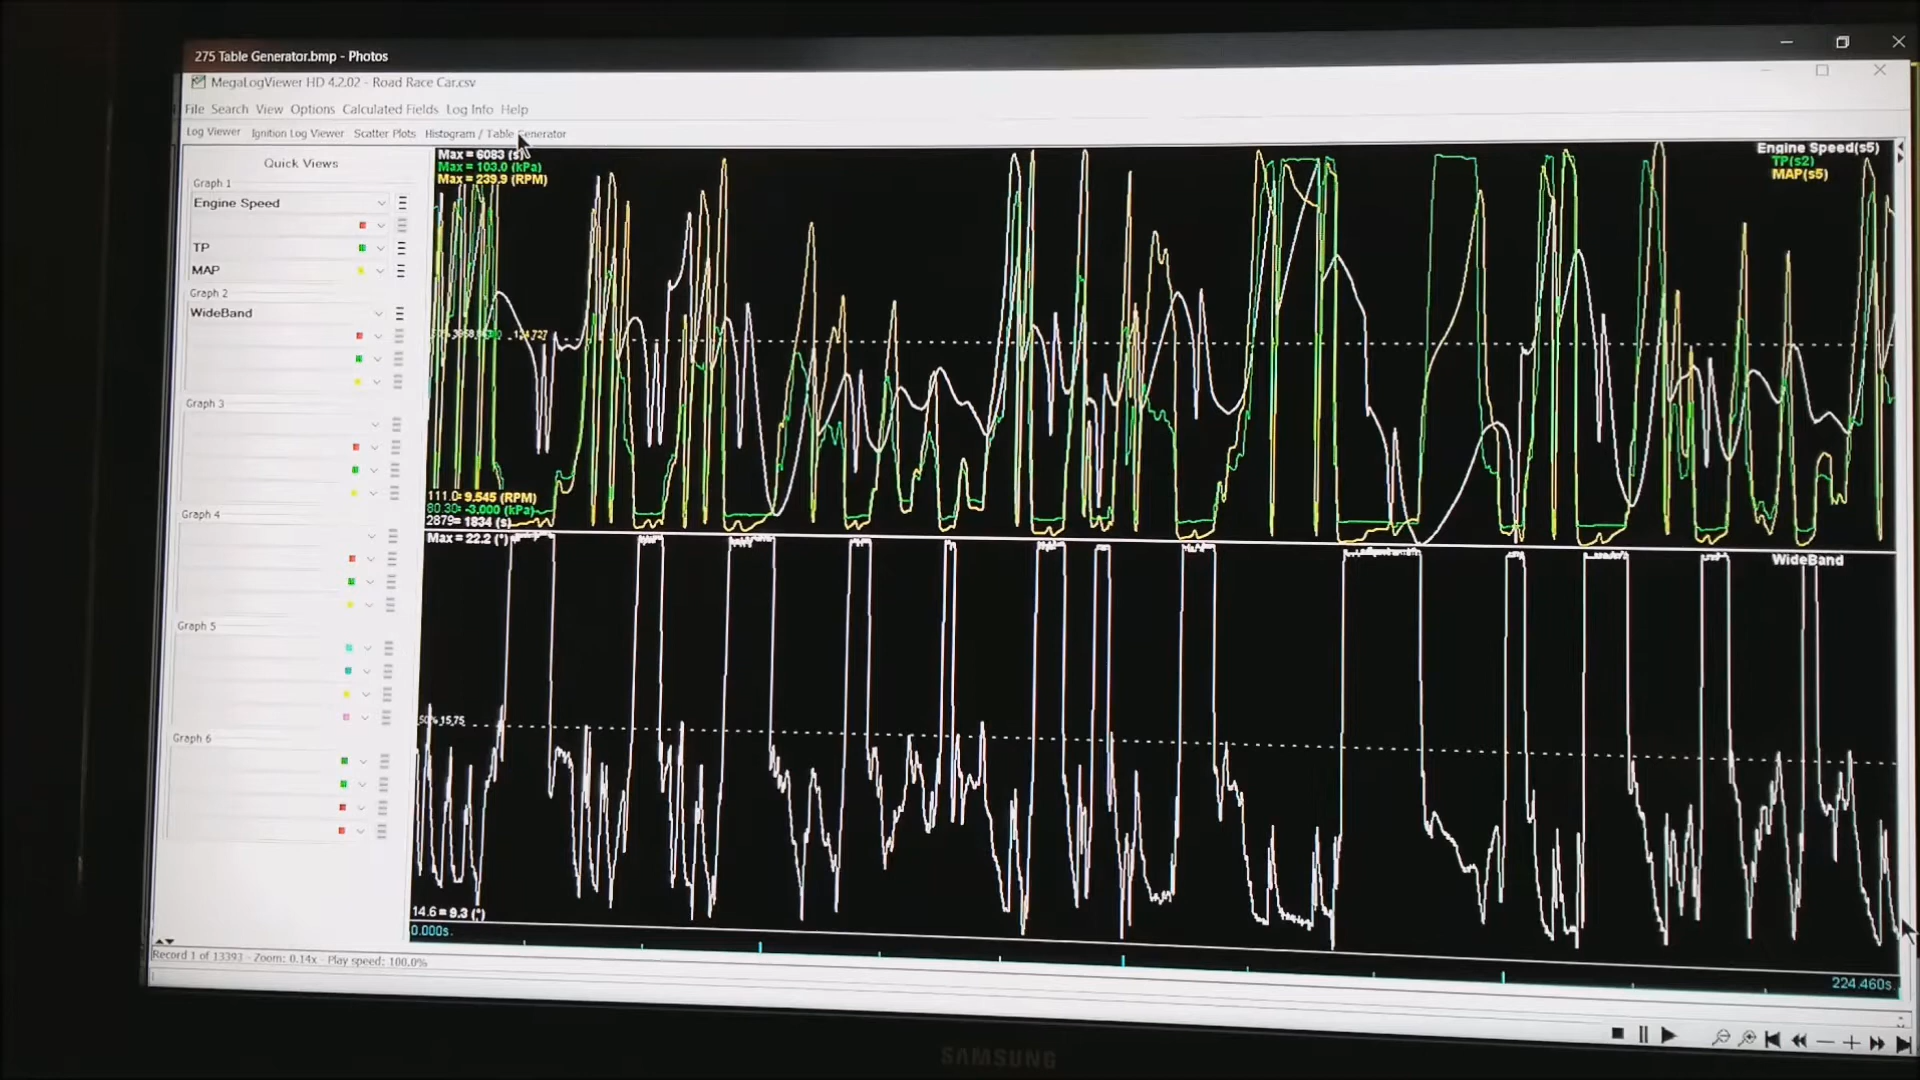 275 Table Generator.bmp - Photos
MegaLogViewer HD 4.2.02 - Road Race Car.csv
File Search View Options Calculated Fields Log Info Help
Log Viewer Ignition Log Viewer Scatter Plots Histogram / Table Generator
Quick Views
Graph 1
Engine Speed
TP
MAP
Graph 2
WideBand
Graph 3
Graph 4
Graph 5
Graph 6
Max = 6083 (s)
Max = 103.0 (kPa)
Max = 239.9 (RPM)
Engine Speed(s5)
TP(s2)
MAP(s5)
124.727
111.0= 9.545 (RPM)
80.30= -3.000 (kPa)
2879= 1834 (s)
Max = 22.2 (°)
WideBand
50% 15.75
14.6 = 9.3 (°)
0.000s.
224.460s.
Record 1 of 13393 - Zoom: 0.14x - Play speed: 100.0%
SAMSUNG